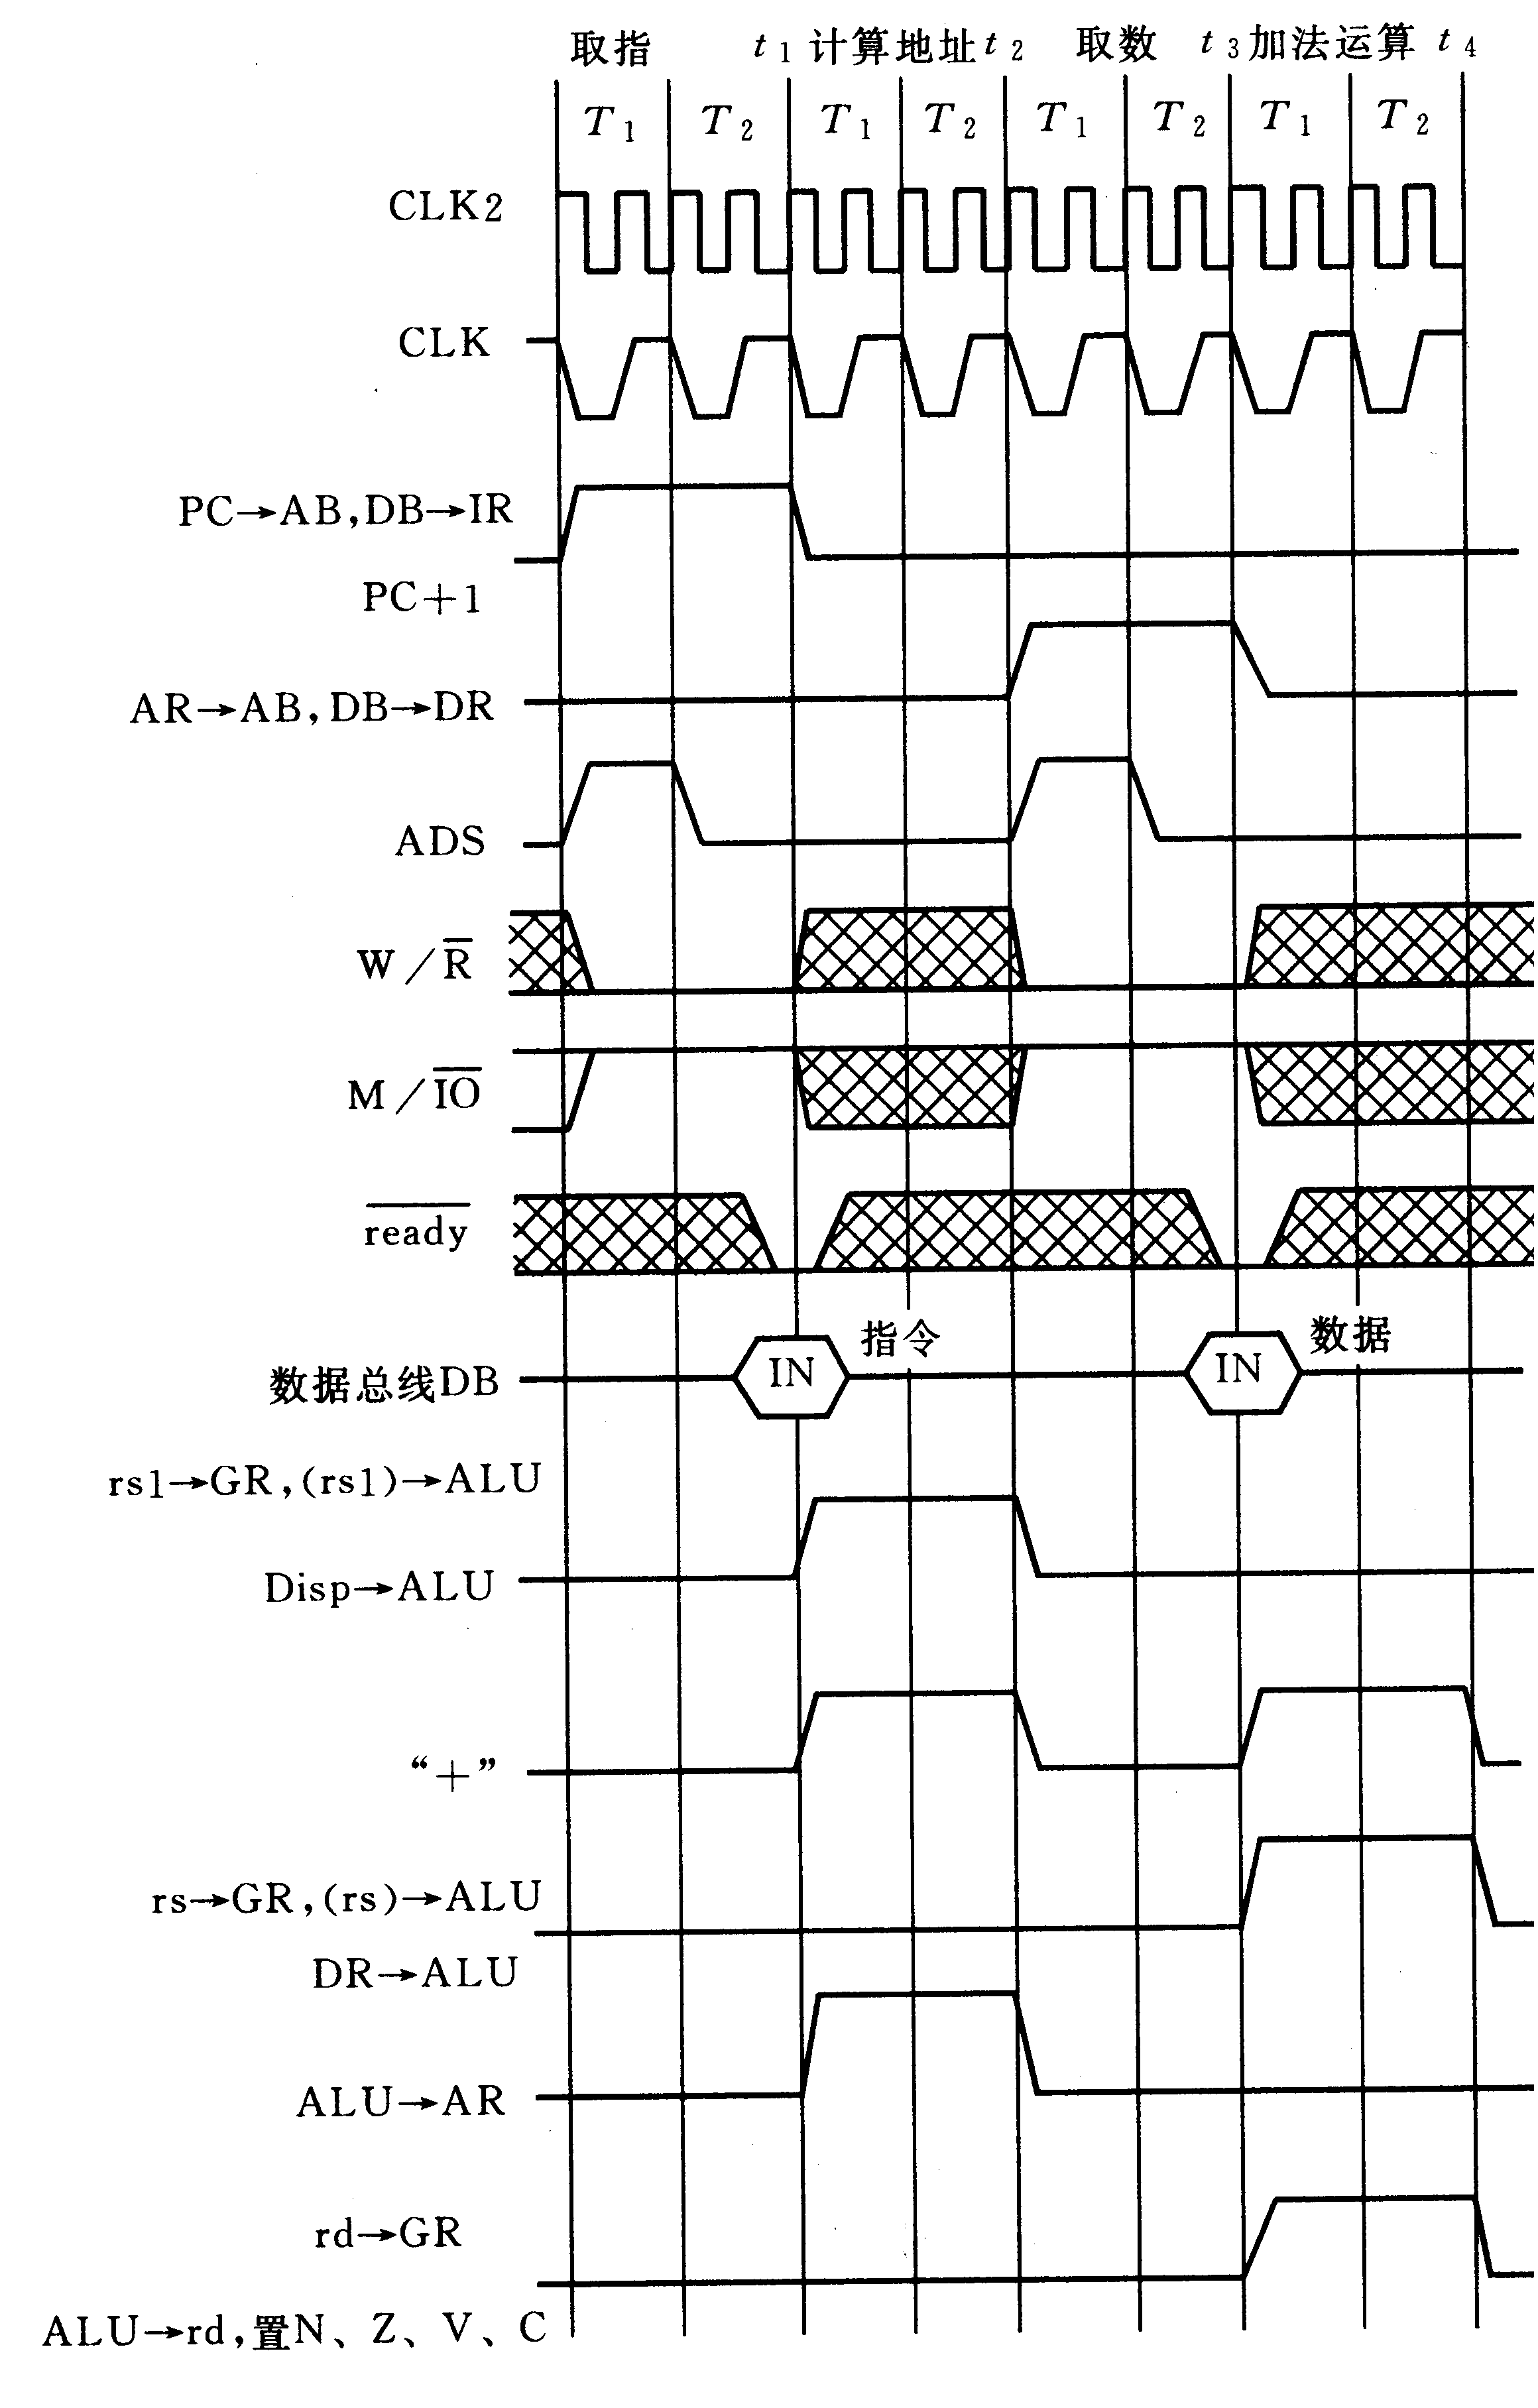 取指 t1 计算地址 t2 取数 t3 加法运算 t4
T1 T2 T1 T2 T1 T2 T1 T2
CLK2
CLK
PC→AB,DB→IR
PC+1
AR→AB,DB→DR
ADS
W/R̅
M/I̅O̅
r̅e̅a̅d̅y̅
指令 数据
数据总线DB IN IN
rs1→GR,(rs1)→ALU
Disp→ALU
“+”
rs→GR,(rs)→ALU
DR→ALU
ALU→AR
rd→GR
ALU→rd,置N、Z、V、C